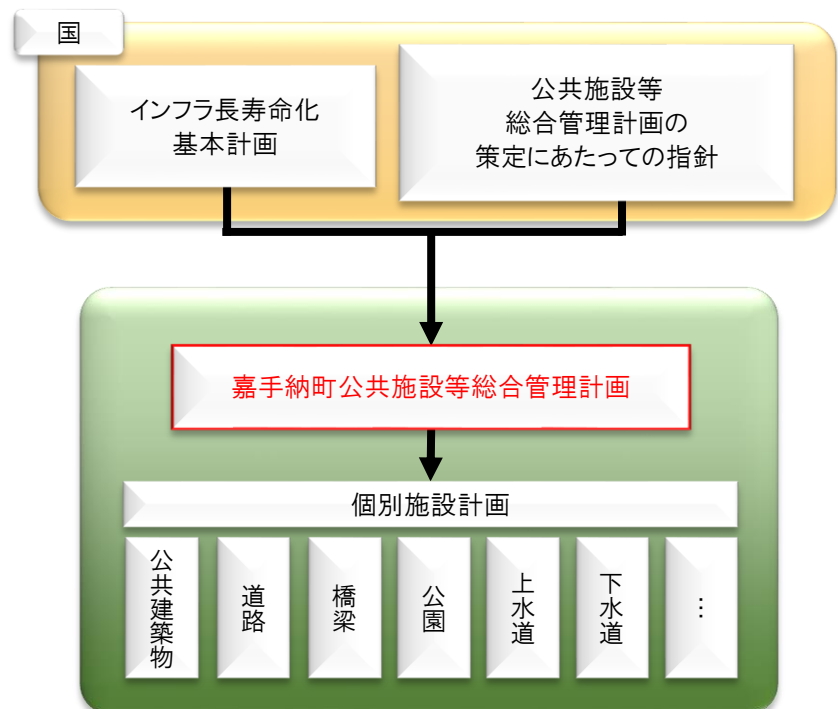 国
インフラ長寿命化
基本計画
公共施設等
総合管理計画の
策定にあたっての指針
嘉手納町公共施設等総合管理計画
個別施設計画
公共建築物
道路
橋梁
公園
上水道
下水道
…